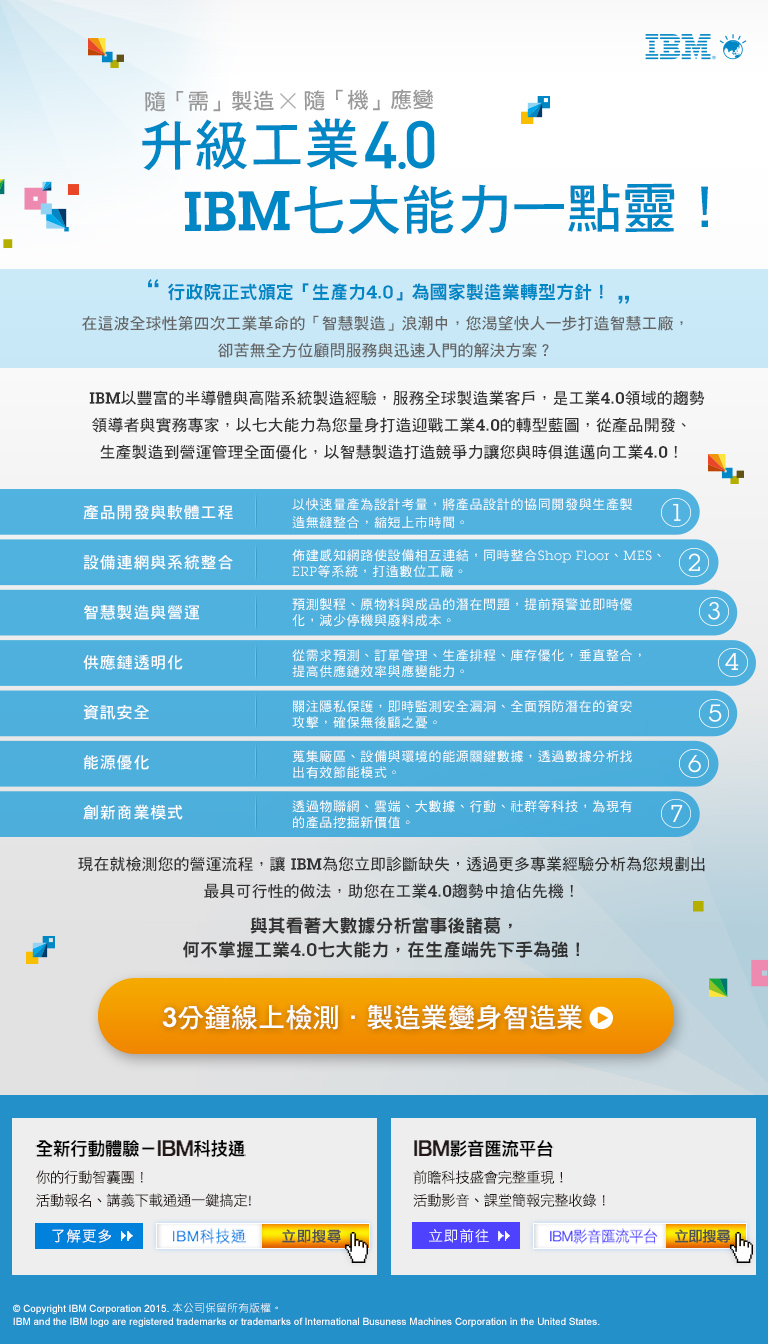 IBM
隨「需」製造×隨「機」應變
升級工業4.0
IBM七大能力一點靈！
“行政院正式頒定「生產力4.0」為國家製造業轉型方針！”
在這波全球性第四次工業革命的「智慧製造」浪潮中，您渴望快人一步打造智慧工廠，
卻苦無全方位顧問服務與迅速入門的解決方案？
IBM以豐富的半導體與高階系統製造經驗，服務全球製造業客戶，是工業4.0領域的趨勢
領導者與實務專家，以七大能力為您量身打造迎戰工業4.0的轉型藍圖，從產品開發、
生產製造到營運管理全面優化，以智慧製造打造競爭力讓您與時俱進邁向工業4.0！
產品開發與軟體工程
以快速量產為設計考量，將產品設計的協同開發與生產製
造無縫整合，縮短上市時間。
1
設備連網與系統整合
佈建感知網路使設備相互連結，同時整合Shop Floor、MES、
ERP等系統，打造數位工廠。
2
智慧製造與營運
預測製程、原物料與成品的潛在問題，提前預警並即時優
化，減少停機與廢料成本。
3
供應鏈透明化
從需求預測、訂單管理、生產排程、庫存優化，垂直整合，
提高供應鏈效率與應變能力。
4
資訊安全
關注隱私保護，即時監測安全漏洞、全面預防潛在的資安
攻擊，確保無後顧之憂。
5
能源優化
蒐集廠區、設備與環境的能源關鍵數據，透過數據分析找
出有效節能模式。
6
創新商業模式
透過物聯網、雲端、大數據、行動、社群等科技，為現有
的產品挖掘新價值。
7
現在就檢測您的營運流程，讓 IBM為您立即診斷缺失，透過更多專業經驗分析為您規劃出
最具可行性的做法，助您在工業4.0趨勢中搶佔先機！
與其看著大數據分析當事後諸葛，
何不掌握工業4.0七大能力，在生產端先下手為強！
3分鐘線上檢測．製造業變身智造業
全新行動體驗－IBM科技通
你的行動智囊團！
活動報名、講義下載通通一鍵搞定!
了解更多
IBM科技通
立即搜尋
IBM影音匯流平台
前瞻科技盛會完整重現！
活動影音、課堂簡報完整收錄！
立即前往
IBM影音匯流平台
立即搜尋
© Copyright IBM Corporation 2015. 本公司保留所有版權。
IBM and the IBM logo are registered trademarks or trademarks of International Busuness Machines Corporation in the United States.